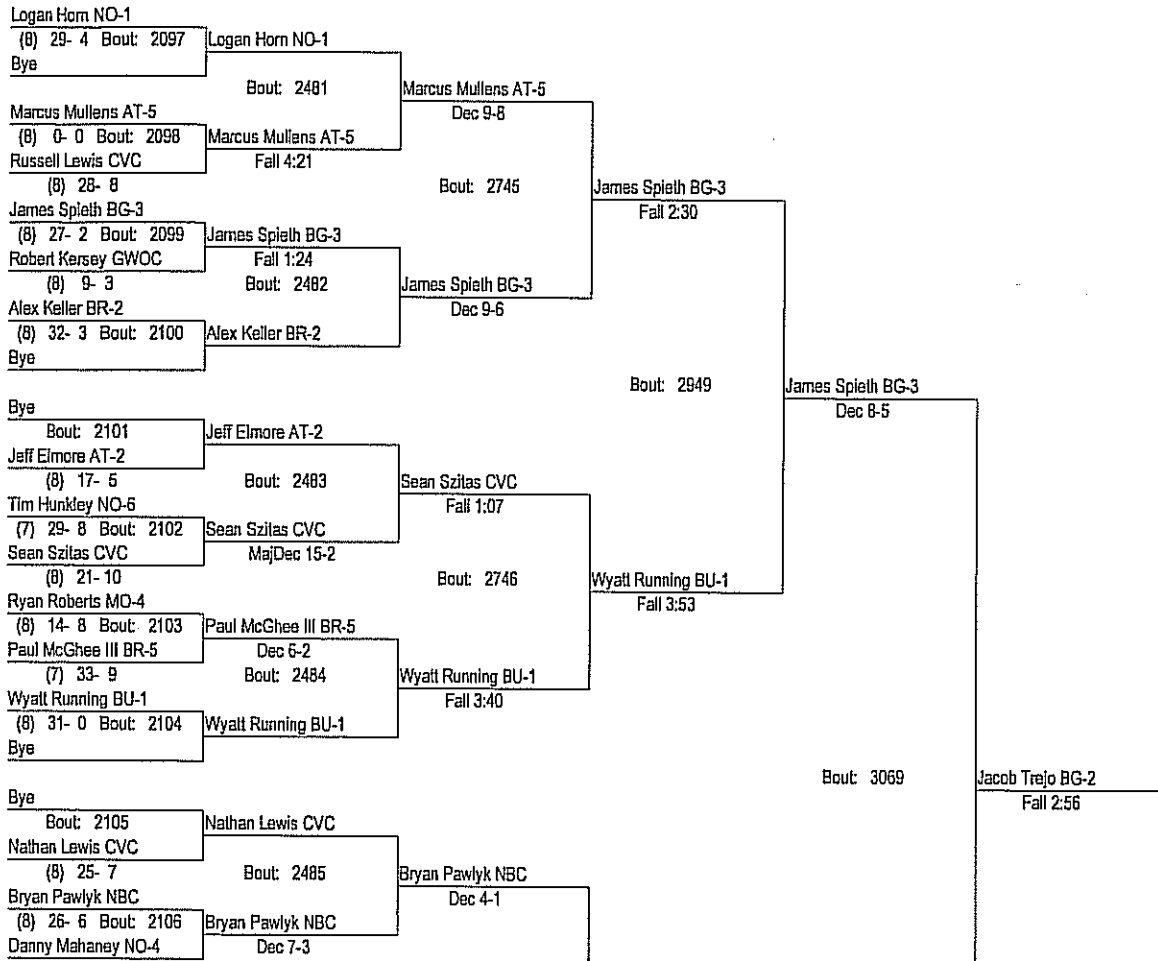 Logan Horn NO-1
(8) 29- 4 Bout: 2097
Bye
Logan Horn NO-1
Bout: 2481
Marcus Mullens AT-5
Dec 9-8
Marcus Mullens AT-5
(8) 0- 0 Bout: 2098
Russell Lewis CVC
(8) 28- 8
Marcus Mullens AT-5
Fall 4:21
Bout: 2745
James Spieth BG-3
Fall 2:30
James Spieth BG-3
(8) 27- 2 Bout: 2099
Robert Kersey GWOC
(8) 9- 3
James Spieth BG-3
Fall 1:24
Bout: 2482
James Spieth BG-3
Dec 9-6
Alex Keller BR-2
(8) 32- 3 Bout: 2100
Bye
Alex Keller BR-2
Bout: 2949
James Spieth BG-3
Dec 8-5
Bye
Bout: 2101
Jeff Elmore AT-2
(8) 17- 5
Jeff Elmore AT-2
Bout: 2483
Sean Szitas CVC
Fall 1:07
Tim Hunkley NO-6
(7) 29- 8 Bout: 2102
Sean Szitas CVC
(8) 21- 10
Sean Szitas CVC
MajDec 15-2
Bout: 2746
Wyatt Running BU-1
Fall 3:53
Ryan Roberts MO-4
(8) 14- 8 Bout: 2103
Paul McGhee III BR-5
(7) 33- 9
Paul McGhee III BR-5
Dec 6-2
Bout: 2484
Wyatt Running BU-1
Fall 3:40
Wyatt Running BU-1
(8) 31- 0 Bout: 2104
Bye
Wyatt Running BU-1
Bout: 3069
Jacob Trejo BG-2
Fall 2:56
Bye
Bout: 2105
Nathan Lewis CVC
(8) 25- 7
Nathan Lewis CVC
Bout: 2485
Bryan Pawlyk NBC
Dec 4-1
Bryan Pawlyk NBC
(8) 26- 6 Bout: 2106
Danny Mahaney NO-4
Bryan Pawlyk NBC
Dec 7-3